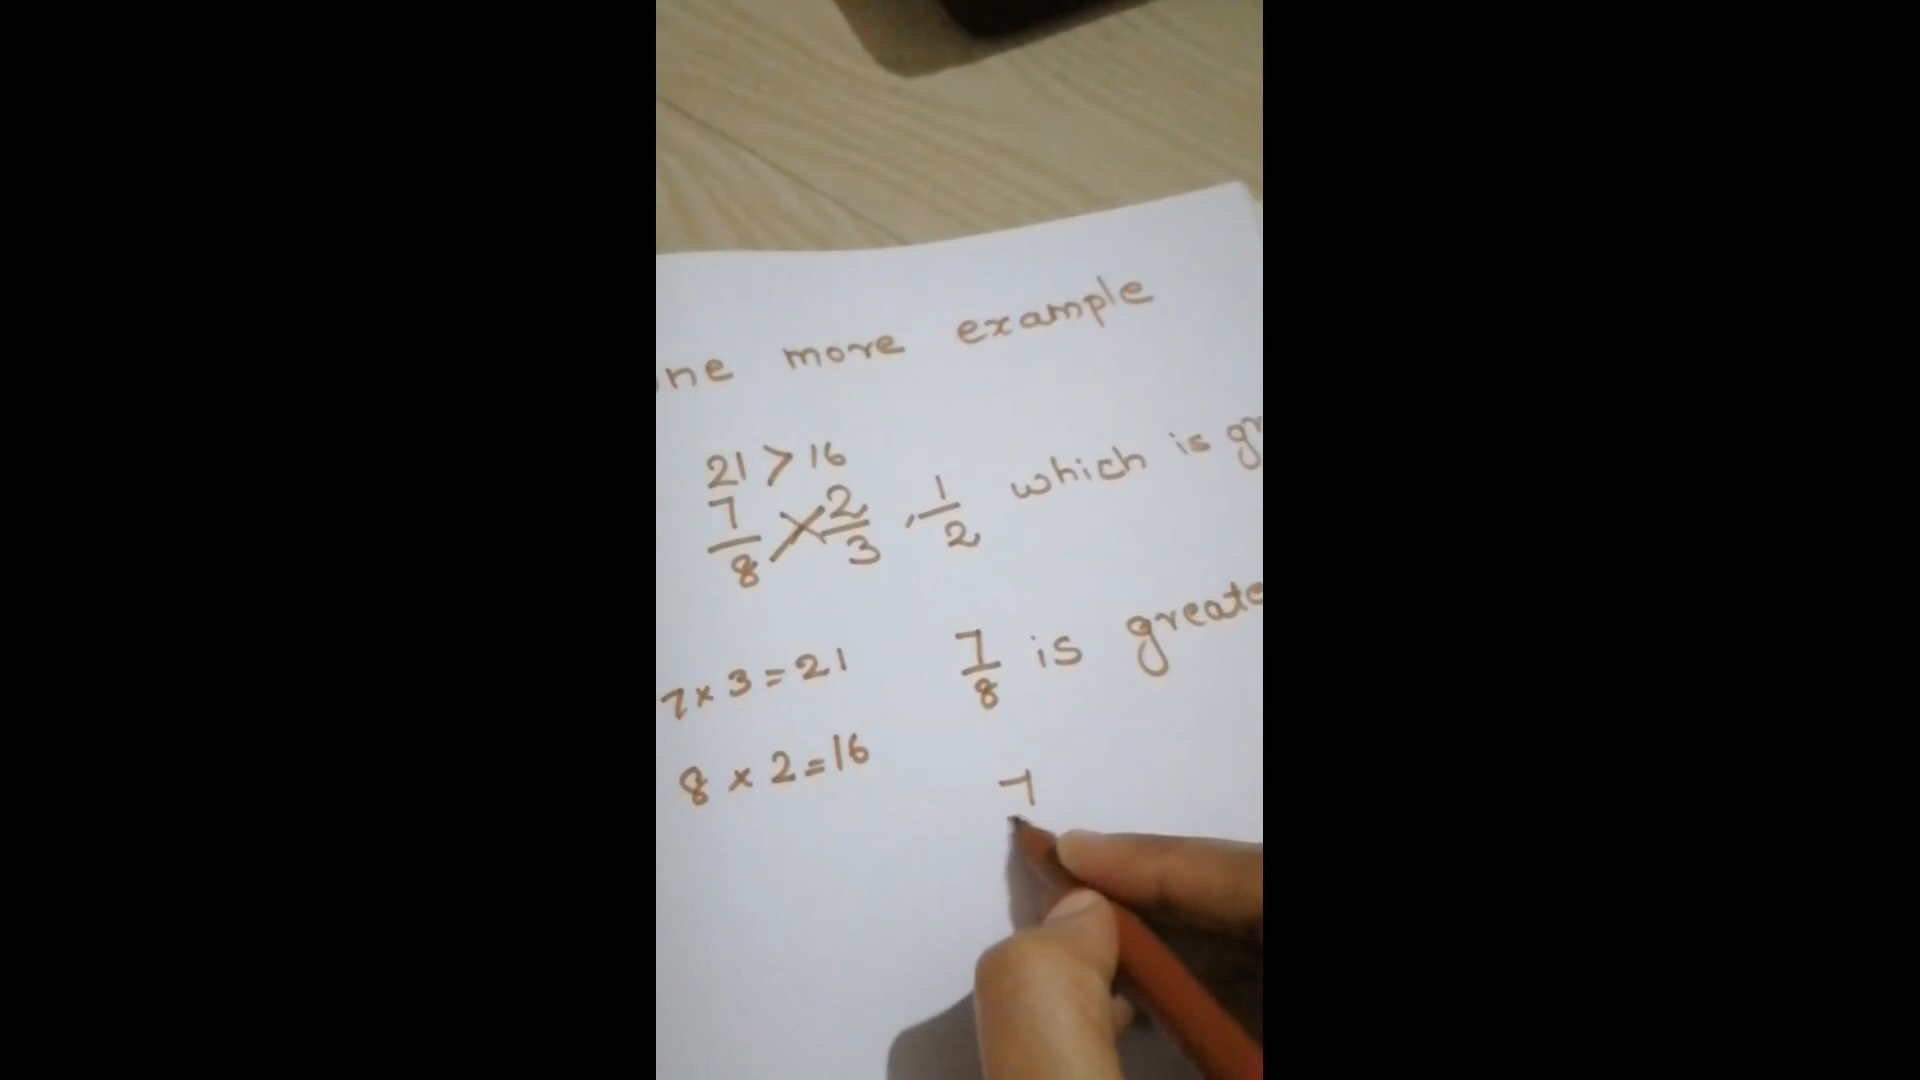 ne more example
21 > 16
7/8 × 2/3 , 1/2 which is gr
7 × 3 = 21
7/8 is greate
8 × 2 = 16
7